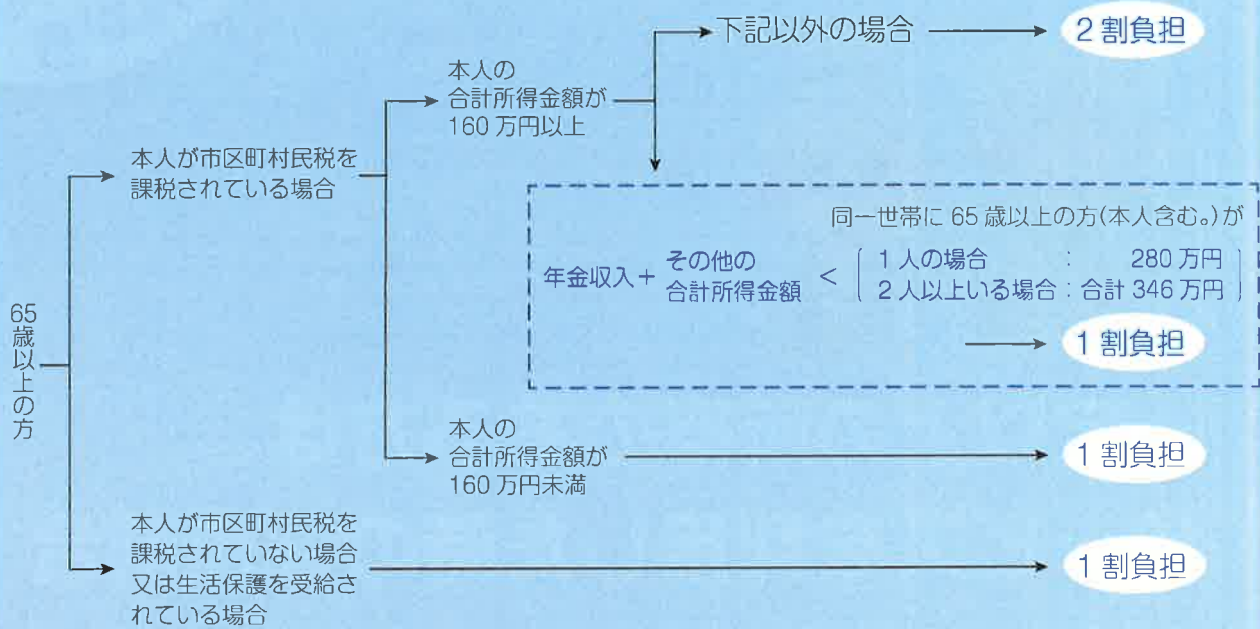 65歳以上の方
本人が市区町村民税を
課税されている場合
本人の
合計所得金額が
160万円以上
下記以外の場合
2割負担
同一世帯に65歳以上の方(本人含む。)が
年金収入+
その他の
合計所得金額
<
1人の場合 : 280万円
2人以上いる場合:合計346万円
1割負担
本人の
合計所得金額が
160万円未満
1割負担
本人が市区町村民税を
課税されていない場合
又は生活保護を受給さ
れている場合
1割負担